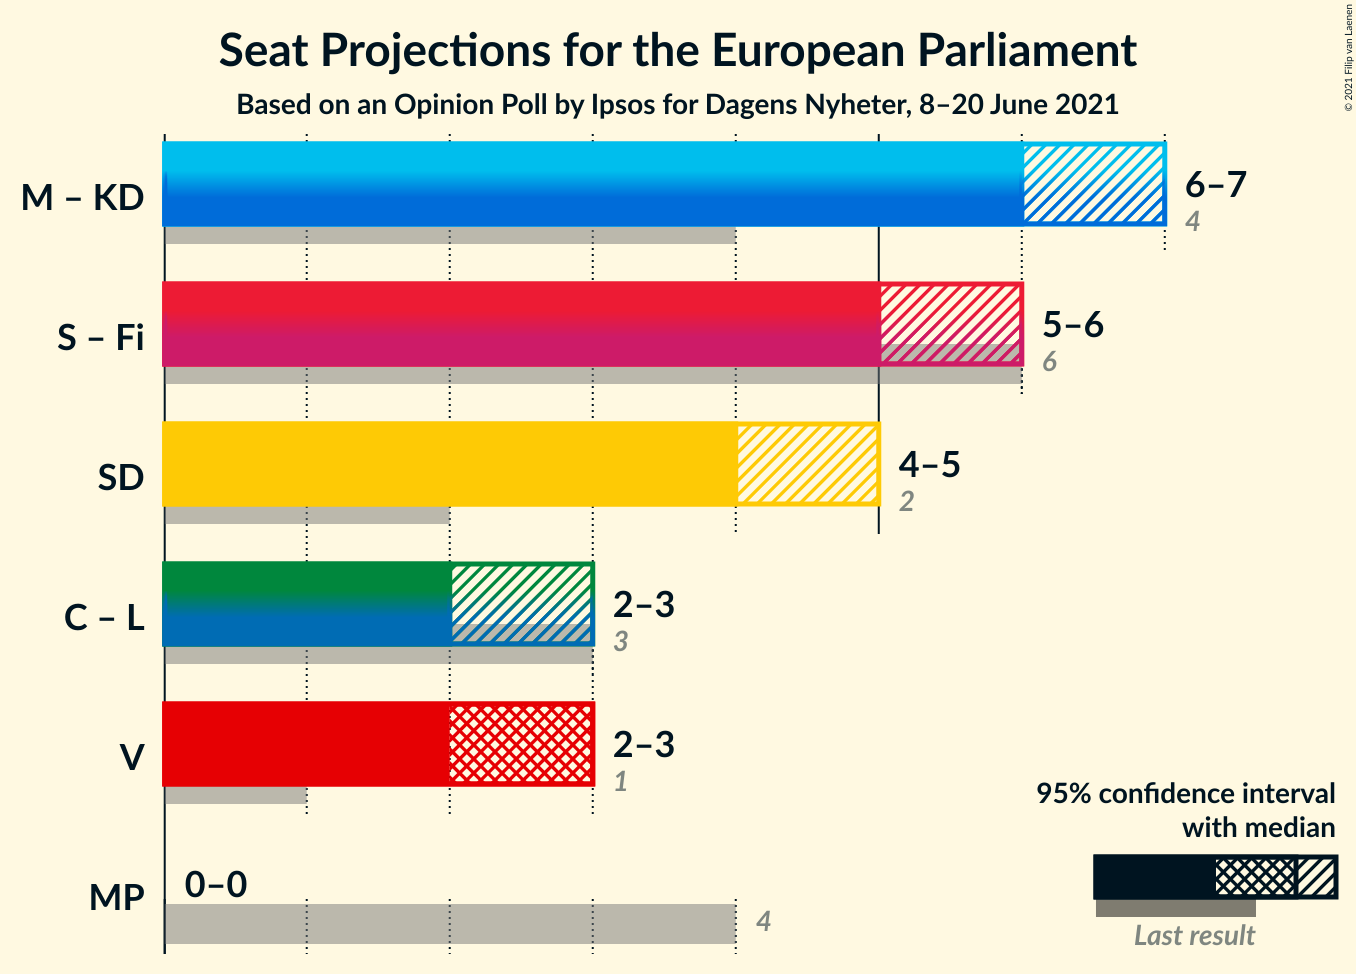 Seat Projections for the European Parliament
Based on an Opinion Poll by Ipsos for Dagens Nyheter, 8–20 June 2021
© 2021 Filip van Laenen
M – KD
6–7
4
S – Fi
5–6
6
SD
4–5
2
C – L
2–3
3
V
2–3
1
MP
0–0
4
95% confidence interval
with median
Last result